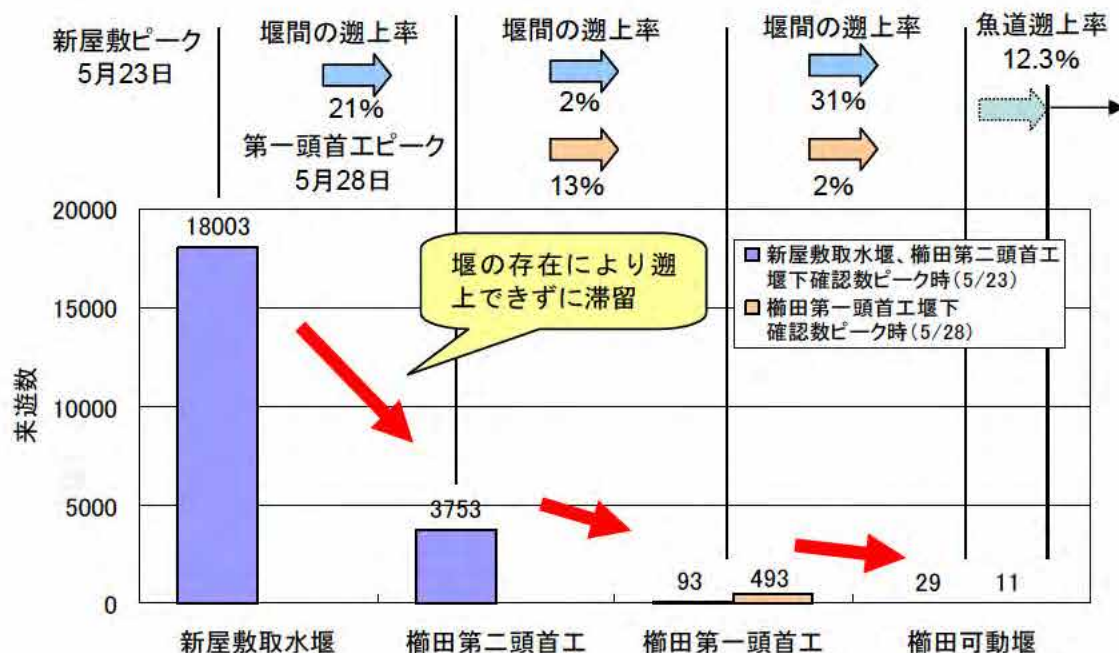 新屋敷ピーク
5月23日
堰間の遡上率
21%
第一頭首工ピーク
5月28日
堰間の遡上率
2%
13%
堰間の遡上率
31%
2%
魚道遡上率
12.3%
来遊数
20000
15000
10000
5000
0
18003
3753
93
493
29
11
堰の存在により遡
上できずに滞留
新屋敷取水堰、櫛田第二頭首工
堰下確認数ピーク時(5/23)
櫛田第一頭首工堰下
確認数ピーク時(5/28)
新屋敷取水堰
櫛田第二頭首工
櫛田第一頭首工
櫛田可動堰